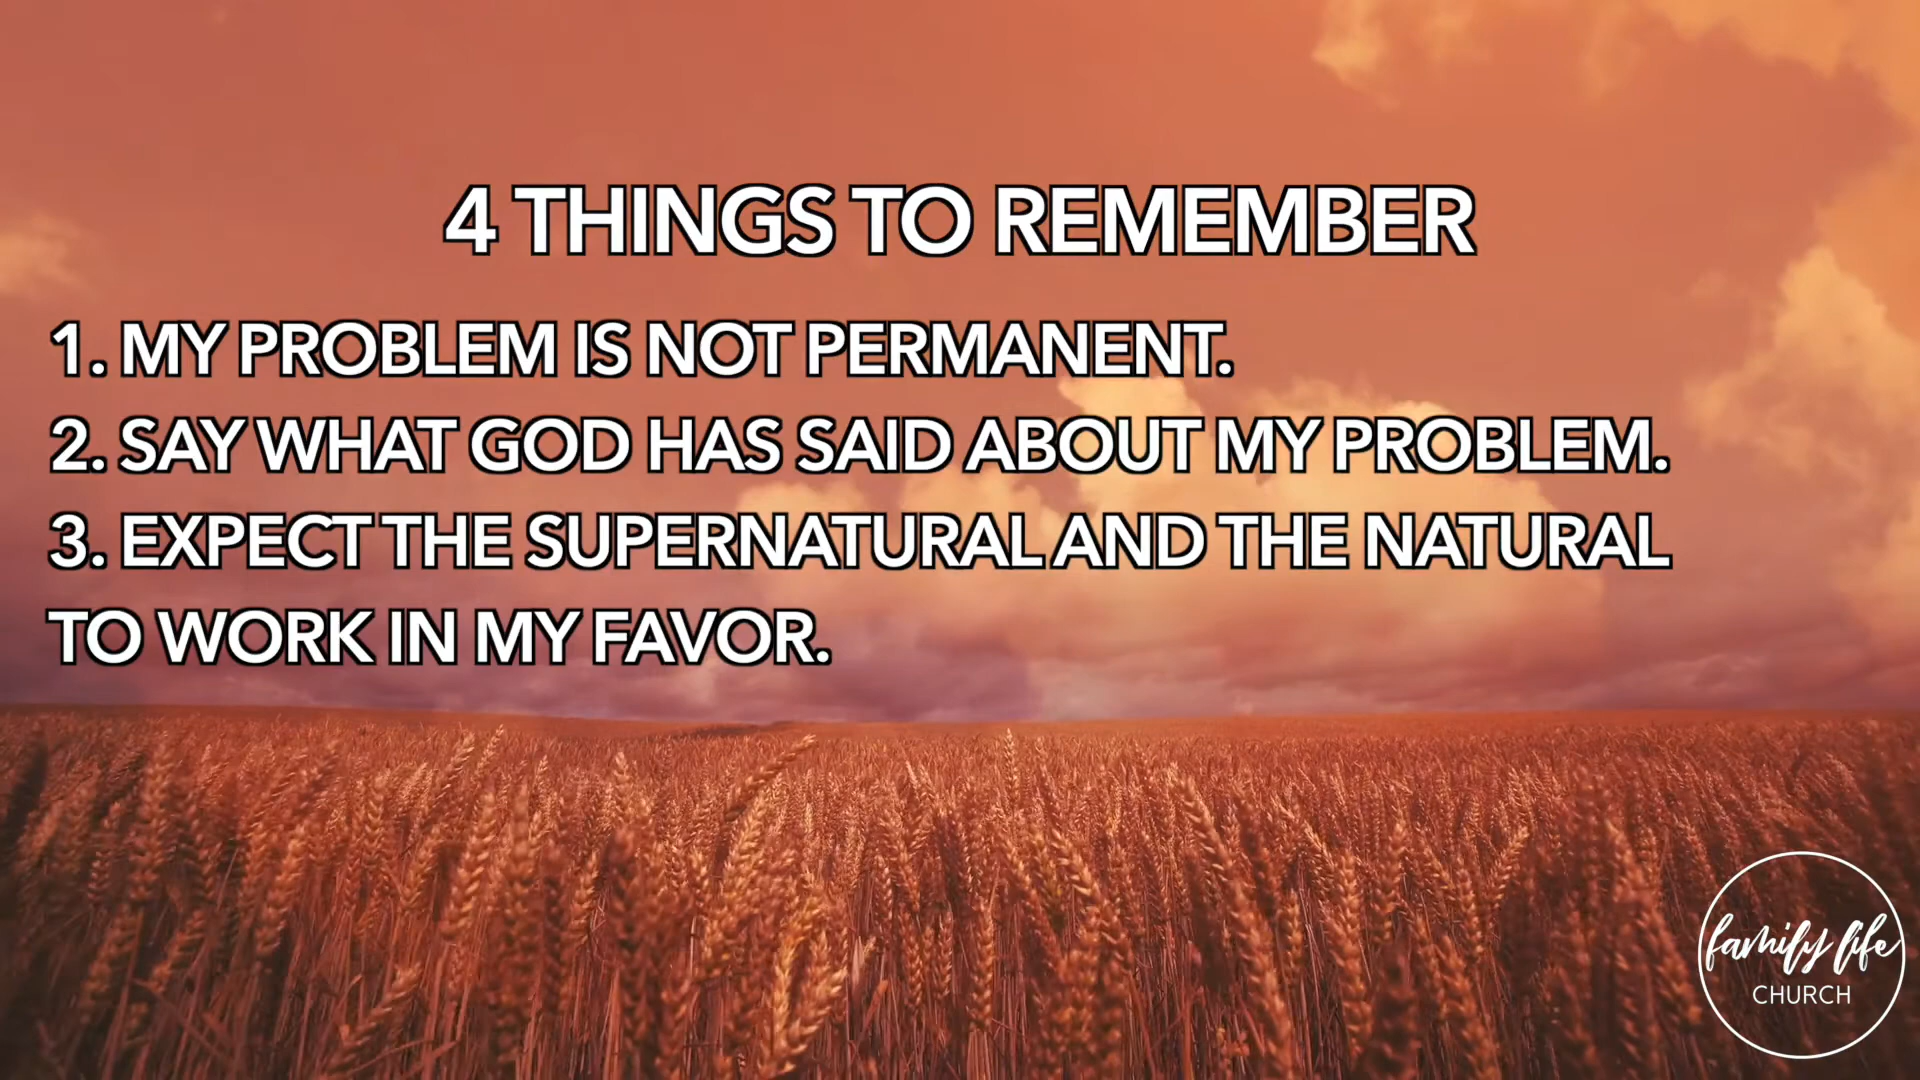 4 THINGS TO REMEMBER
1. MY PROBLEM IS NOT PERMANENT.
2. SAY WHAT GOD HAS SAID ABOUT MY PROBLEM.
3. EXPECT THE SUPERNATURAL AND THE NATURAL
TO WORK IN MY FAVOR.
family life
CHURCH